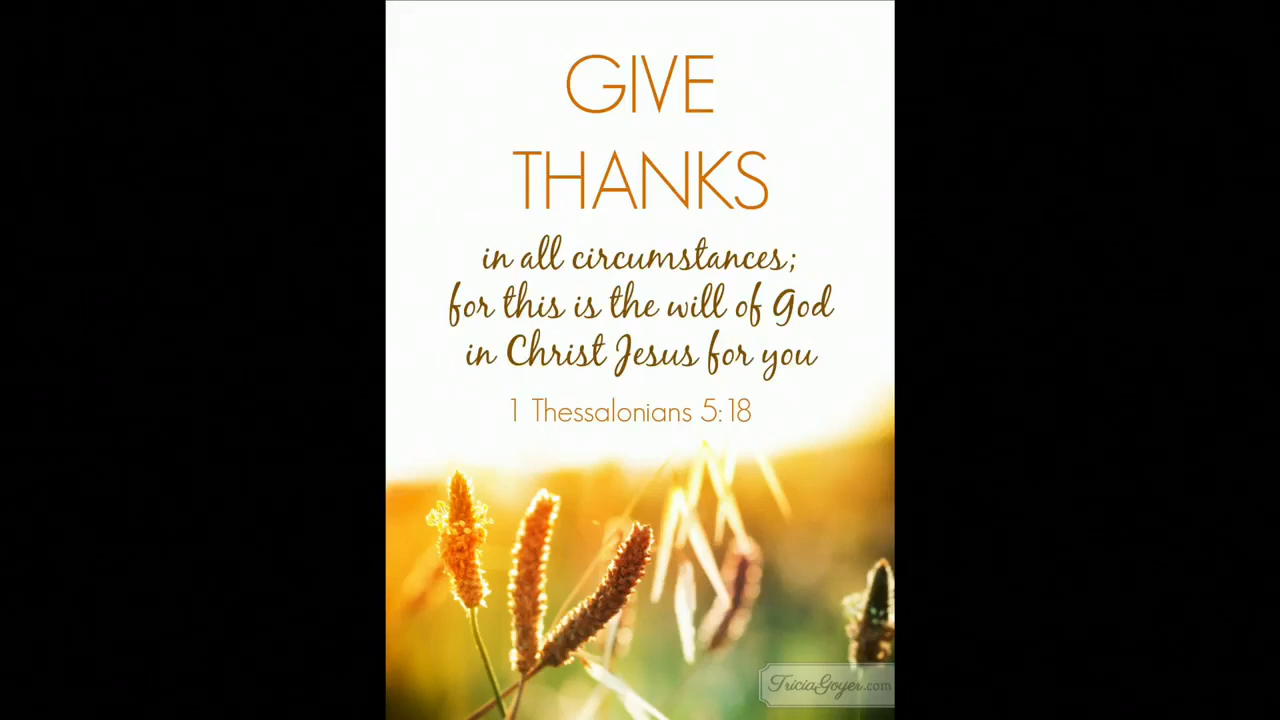 GIVE
THANKS
in all circumstances;
for this is the will of God
in Christ Jesus for you
1 Thessalonians 5:18
TriciaGoyer.com